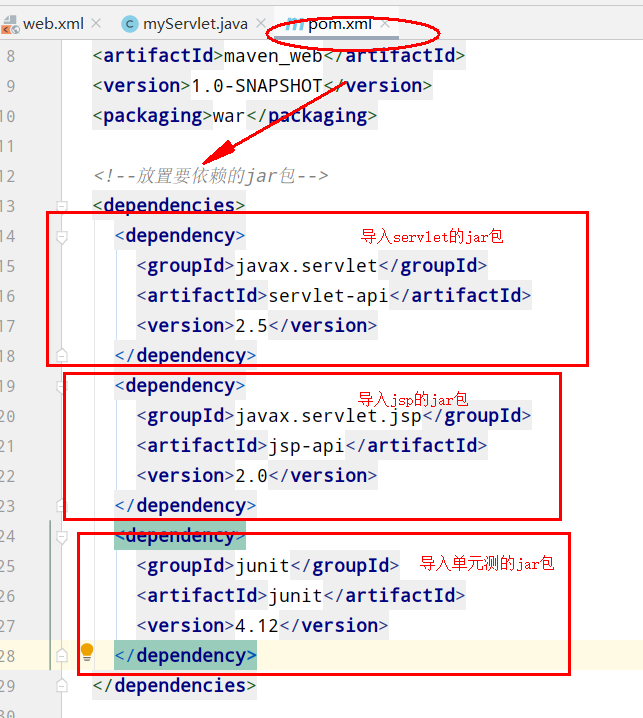 web.xml myServlet.java pom.xml
8 <artifactId>maven_web</artifactId>
9 <version>1.0-SNAPSHOT</version>
10 <packaging>war</packaging>
11
12 <!--放置要依赖的jar包-->
13 <dependencies>
14 <dependency> 导入servlet的jar包
15 <groupId>javax.servlet</groupId>
16 <artifactId>servlet-api</artifactId>
17 <version>2.5</version>
18 </dependency>
19 <dependency> 导入jsp的jar包
20 <groupId>javax.servlet.jsp</groupId>
21 <artifactId>jsp-api</artifactId>
22 <version>2.0</version>
23 </dependency>
24 <dependency>
25 <groupId>junit</groupId> 导入单元测的jar包
26 <artifactId>junit</artifactId>
27 <version>4.12</version>
28 </dependency>
29 </dependencies>
30